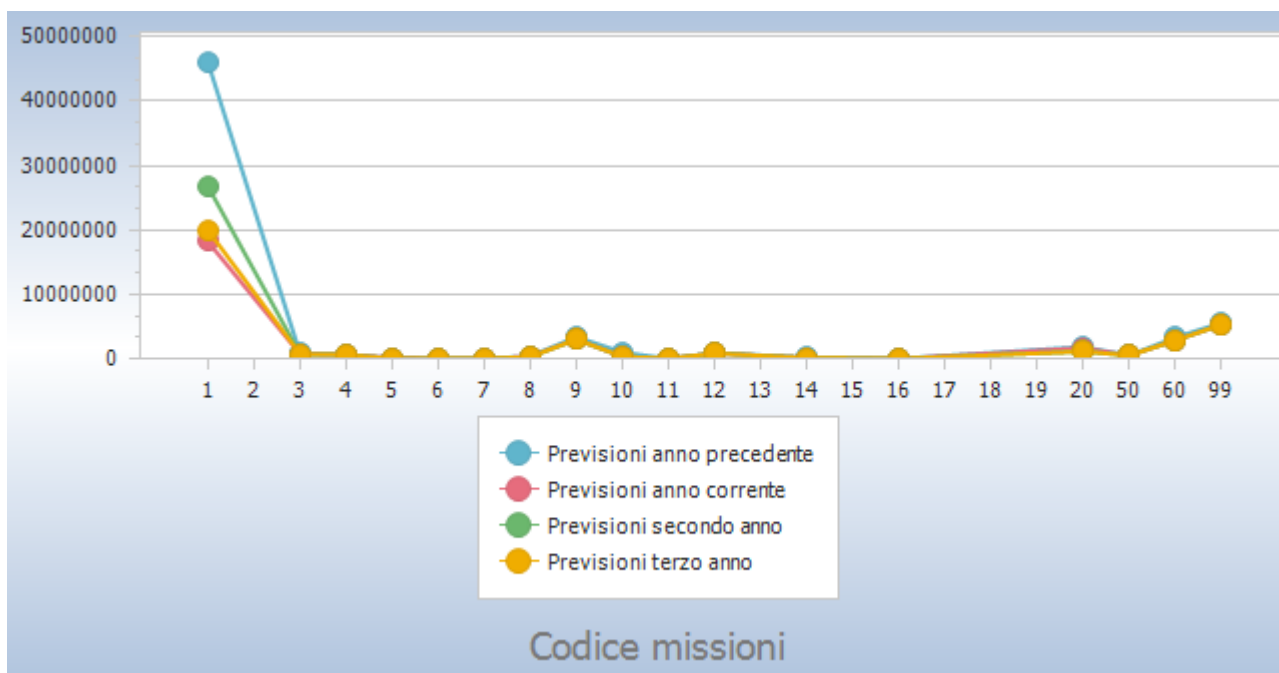 50000000
40000000
30000000
20000000
10000000
0
1 2 3 4 5 6 7 8 9 10 11 12 13 14 15 16 17 18 19 20 50 60 99
Previsioni anno precedente
Previsioni anno corrente
Previsioni secondo anno
Previsioni terzo anno
Codice missioni